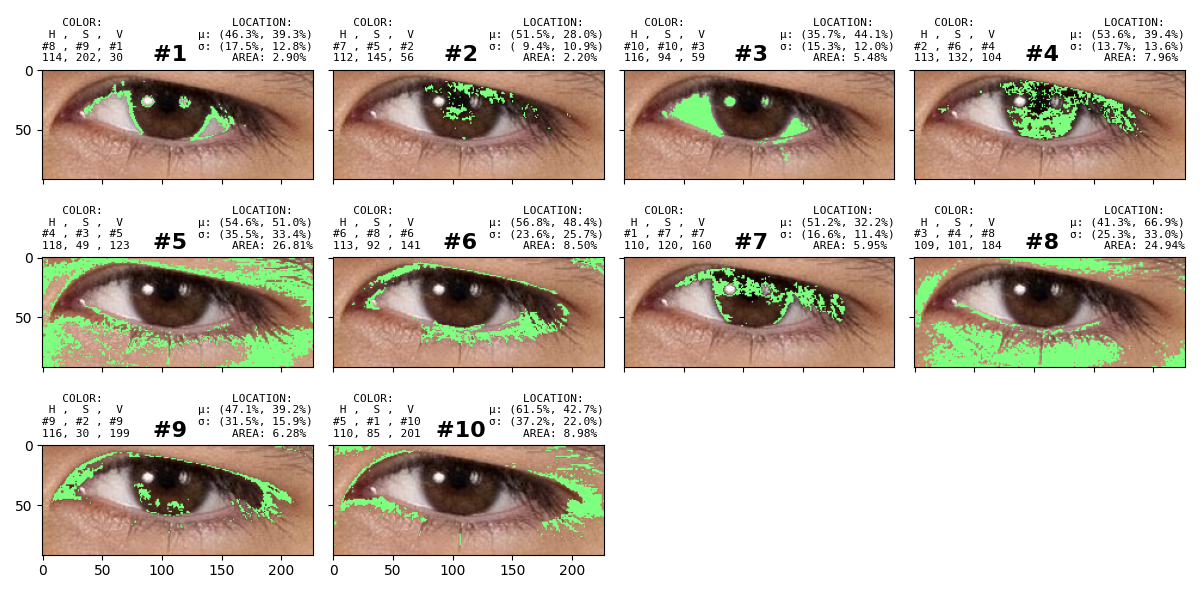 COLOR: LOCATION:
H , S , V μ: (46.3%, 39.3%)
#8 , #9 , #1 #1 σ: (17.5%, 12.8%)
114, 202, 30 AREA: 2.90%
COLOR: LOCATION:
H , S , V μ: (51.5%, 28.0%)
#7 , #5 , #2 #2 σ: ( 9.4%, 10.9%)
112, 145, 56 AREA: 2.20%
COLOR: LOCATION:
H , S , V μ: (35.7%, 44.1%)
#10, #10, #3 #3 σ: (15.3%, 12.0%)
116, 94 , 59 AREA: 5.48%
COLOR: LOCATION:
H , S , V μ: (53.6%, 39.4%)
#2 , #6 , #4 #4 σ: (13.7%, 13.6%)
113, 132, 104 AREA: 7.96%
0
50
COLOR: LOCATION:
H , S , V μ: (54.6%, 51.0%)
#4 , #3 , #5 #5 σ: (35.5%, 33.4%)
118, 49 , 123 AREA: 26.81%
COLOR: LOCATION:
H , S , V μ: (56.8%, 48.4%)
#6 , #8 , #6 #6 σ: (23.6%, 25.7%)
113, 92 , 141 AREA: 8.50%
COLOR: LOCATION:
H , S , V μ: (51.2%, 32.2%)
#1 , #7 , #7 #7 σ: (16.6%, 11.4%)
110, 120, 160 AREA: 5.95%
COLOR: LOCATION:
H , S , V μ: (41.3%, 66.9%)
#3 , #4 , #8 #8 σ: (25.3%, 33.0%)
109, 101, 184 AREA: 24.94%
0
50
COLOR: LOCATION:
H , S , V μ: (47.1%, 39.2%)
#9 , #2 , #9 #9 σ: (31.5%, 15.9%)
116, 30 , 199 AREA: 6.28%
COLOR: LOCATION:
H , S , V μ: (61.5%, 42.7%)
#5 , #1 , #10 #10 σ: (37.2%, 22.0%)
110, 85 , 201 AREA: 8.98%
0
50
0 50 100 150 200
0 50 100 150 200